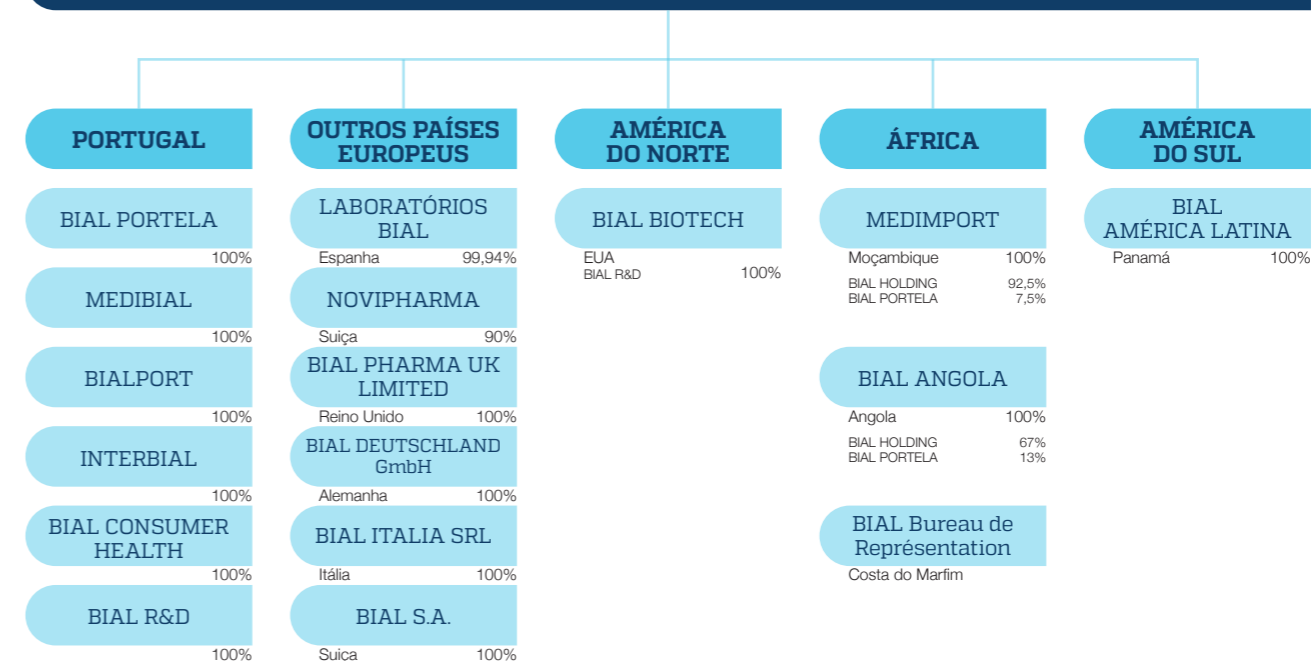 PORTUGAL
BIAL PORTELA
100%
MEDIBIAL
100%
BIALPORT
100%
INTERBIAL
100%
BIAL CONSUMER
HEALTH
100%
BIAL R&D
100%
OUTROS PAÍSES
EUROPEUS
LABORATÓRIOS
BIAL
Espanha 99,94%
NOVIPHARMA
Suiça 90%
BIAL PHARMA UK
LIMITED
Reino Unido 100%
BIAL DEUTSCHLAND
GmbH
Alemanha 100%
BIAL ITALIA SRL
Itália 100%
BIAL S.A.
Suica 100%
AMÉRICA
DO NORTE
BIAL BIOTECH
EUA
BIAL R&D 100%
ÁFRICA
MEDIMPORT
Moçambique 100%
BIAL HOLDING 92,5%
BIAL PORTELA 7,5%
BIAL ANGOLA
Angola 100%
BIAL HOLDING 67%
BIAL PORTELA 13%
BIAL Bureau de
Représentation
Costa do Marfim
AMÉRICA
DO SUL
BIAL
AMÉRICA LATINA
Panamá 100%